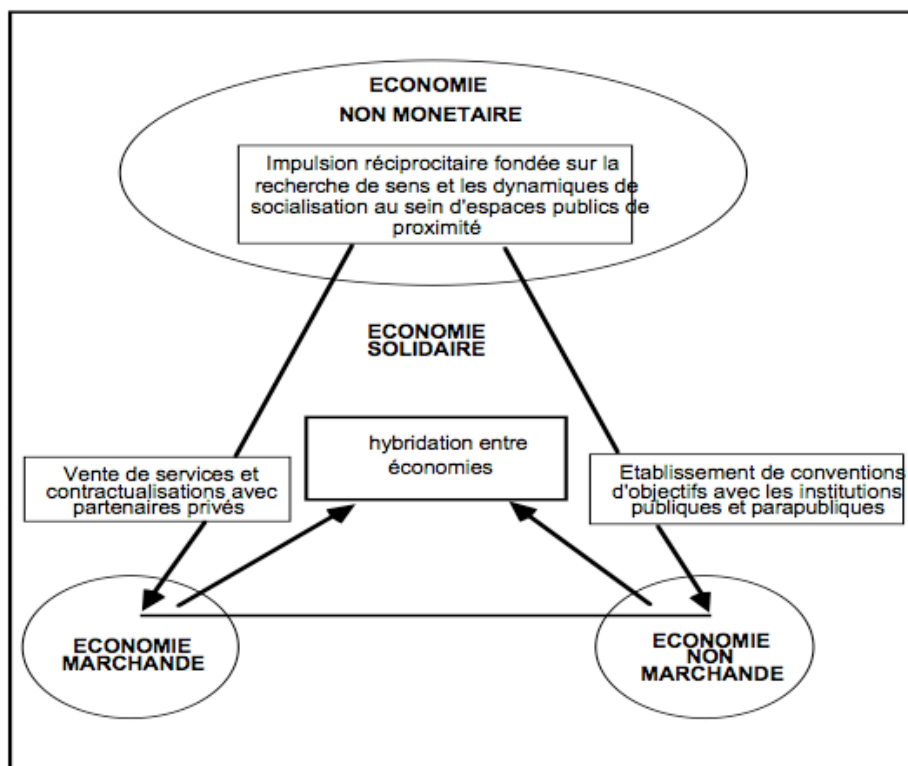 ECONOMIE
NON MONETAIRE
Impulsion réciprocitaire fondée sur la
recherche de sens et les dynamiques de
socialisation au sein d'espaces publics de
proximité
ECONOMIE
SOLIDAIRE
hybridation entre
économies
Vente de services et
contractualisations avec
partenaires privés
Etablissement de conventions
d'objectifs avec les institutions
publiques et parapubliques
ECONOMIE
MARCHANDE
ECONOMIE
NON
MARCHANDE